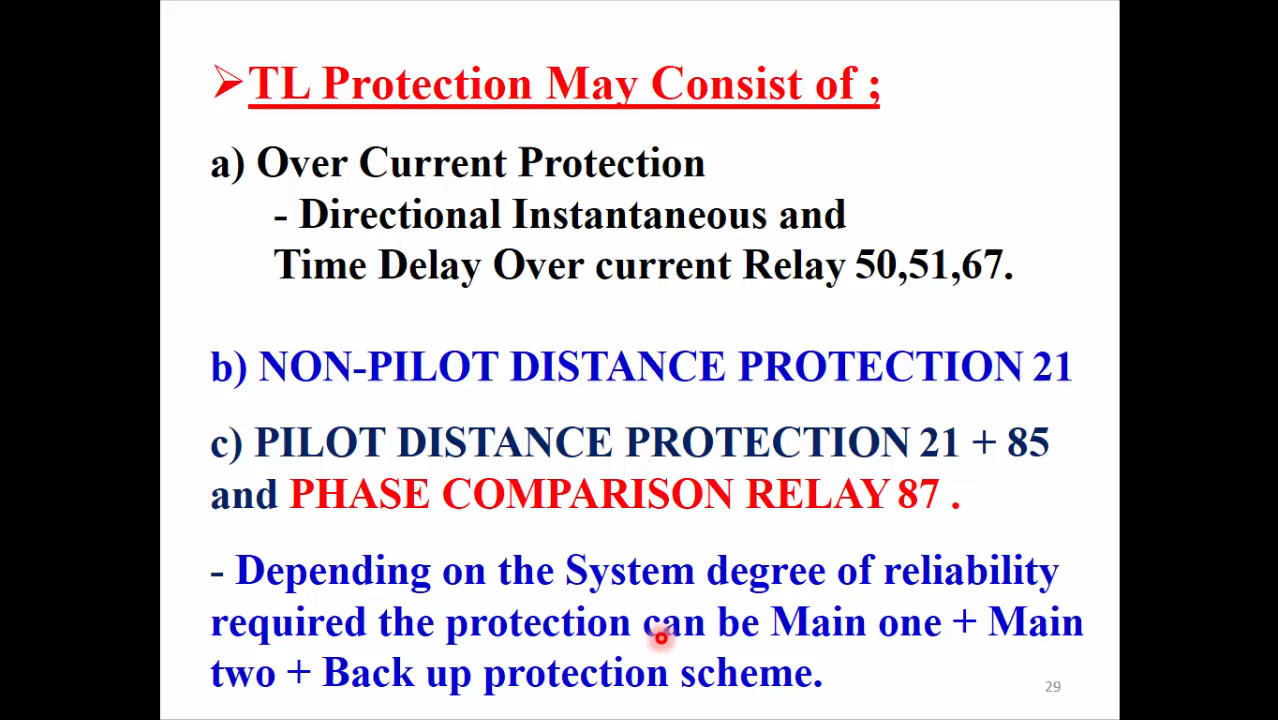 ➢TL Protection May Consist of ;
a) Over Current Protection
- Directional Instantaneous and
Time Delay Over current Relay 50,51,67.
b) NON-PILOT DISTANCE PROTECTION 21
c) PILOT DISTANCE PROTECTION 21 + 85
and PHASE COMPARISON RELAY 87 .
- Depending on the System degree of reliability
required the protection can be Main one + Main
two + Back up protection scheme.
29